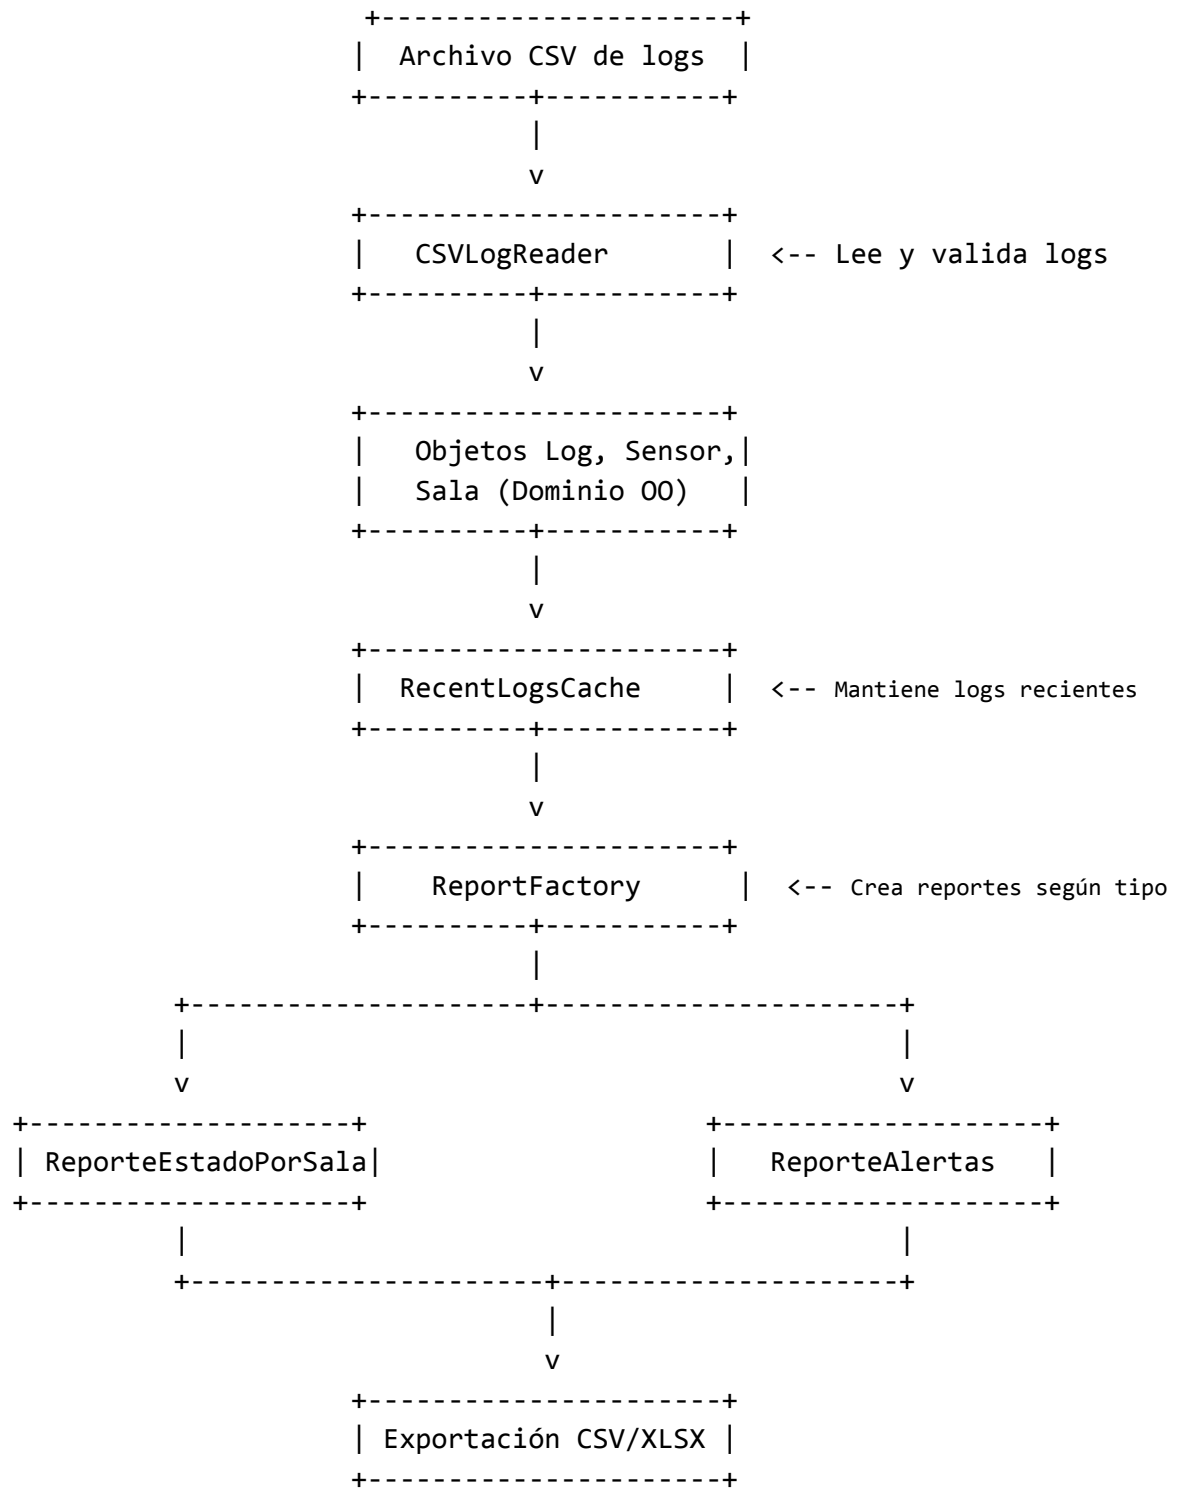 Archivo CSV de logs
CSVLogReader <-- Lee y valida logs
Objetos Log, Sensor,
Sala (Dominio OO)
RecentLogsCache <-- Mantiene logs recientes
ReportFactory <-- Crea reportes según tipo
ReporteEstadoPorSala
ReporteAlertas
Exportación CSV/XLSX